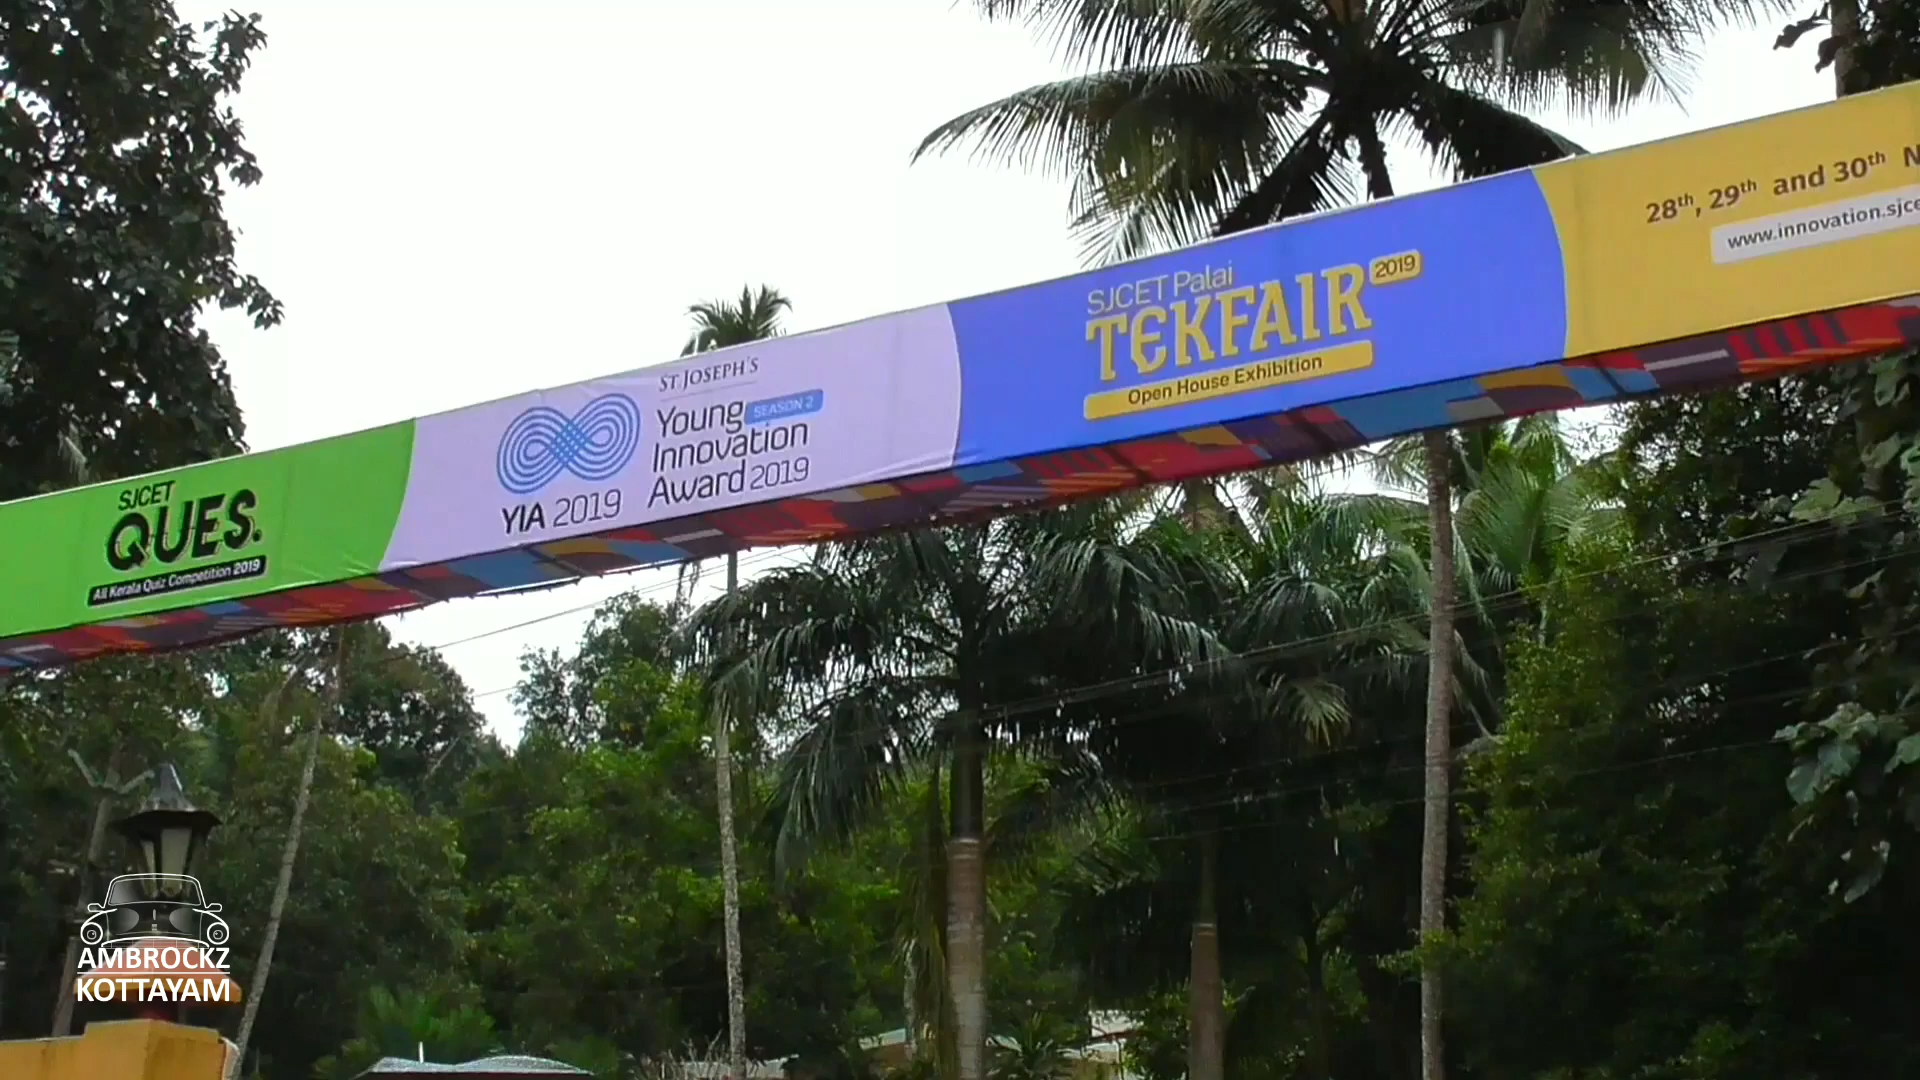 SJCET
QUES.
All Kerala Quiz Competition 2019
YIA 2019
ST JOSEPH'S
Young SEASON 2
Innovation
Award 2019
SJCET Palai
TEKFAIR 2019
Open House Exhibition
28th, 29th and 30th N
www.innovation.sjce
AMBROCKZ
KOTTAYAM